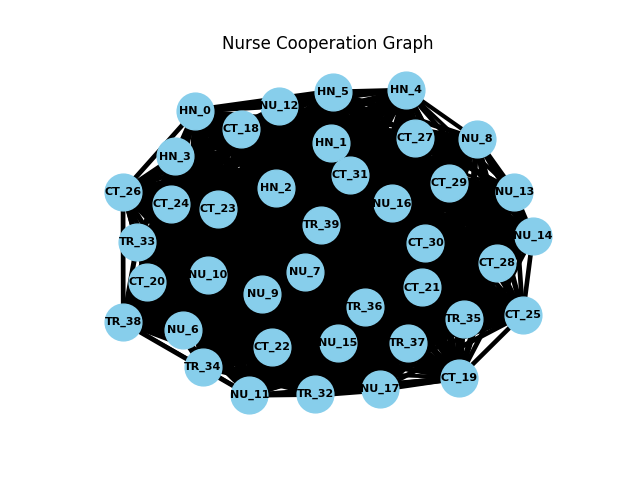 Nurse Cooperation Graph
HN_4
HN_5
NU_12
HN_0
CT_18
CT_27
NU_8
HN_1
HN_3
CT_31
CT_29
HN_2
CT_26
NU_13
CT_24
NU_16
CT_23
TR_39
NU_14
TR_33
CT_30
CT_28
NU_7
NU_10
CT_20
CT_21
NU_9
TR_36
CT_25
TR_35
TR_38
NU_6
NU_15
TR_37
CT_22
TR_34
CT_19
NU_17
TR_32
NU_11